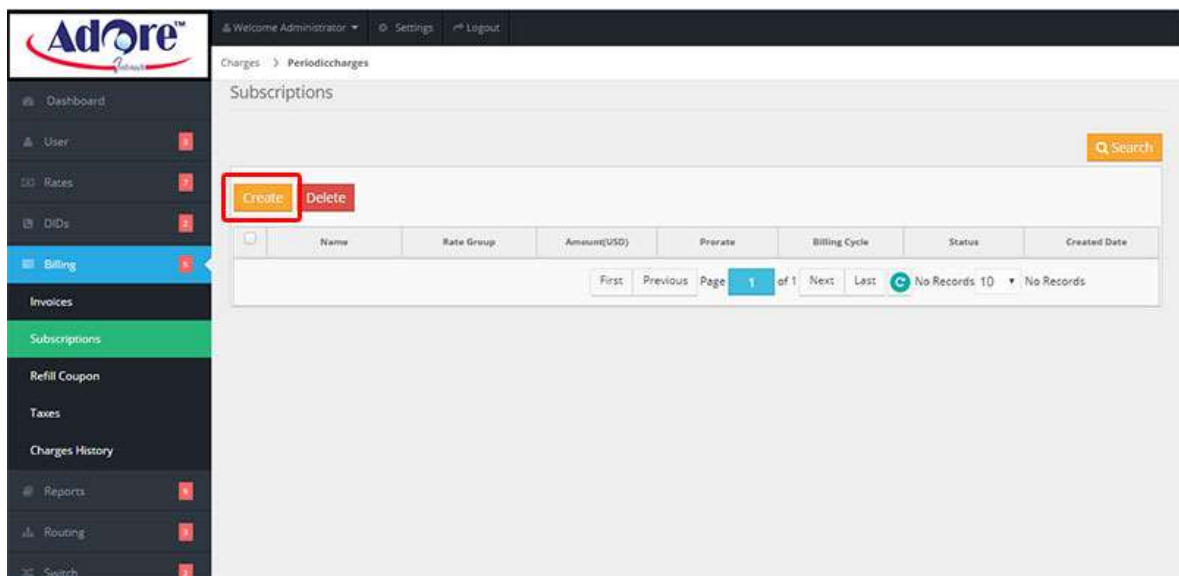 Adore™
Welcome Administrator
Settings
Logout
Charges > Periodiccharges
Subscriptions
Search
Create
Delete
Name
Rate Group
Amount(USD)
Prorate
Billing Cycle
Status
Created Date
First Previous Page 1 of 1 Next Last No Records 10 No Records
Dashboard
User 3
Rates 7
DIDs 2
Billing 5
Invoices
Subscriptions
Refill Coupon
Taxes
Charges History
Reports
Routing 3
Switch